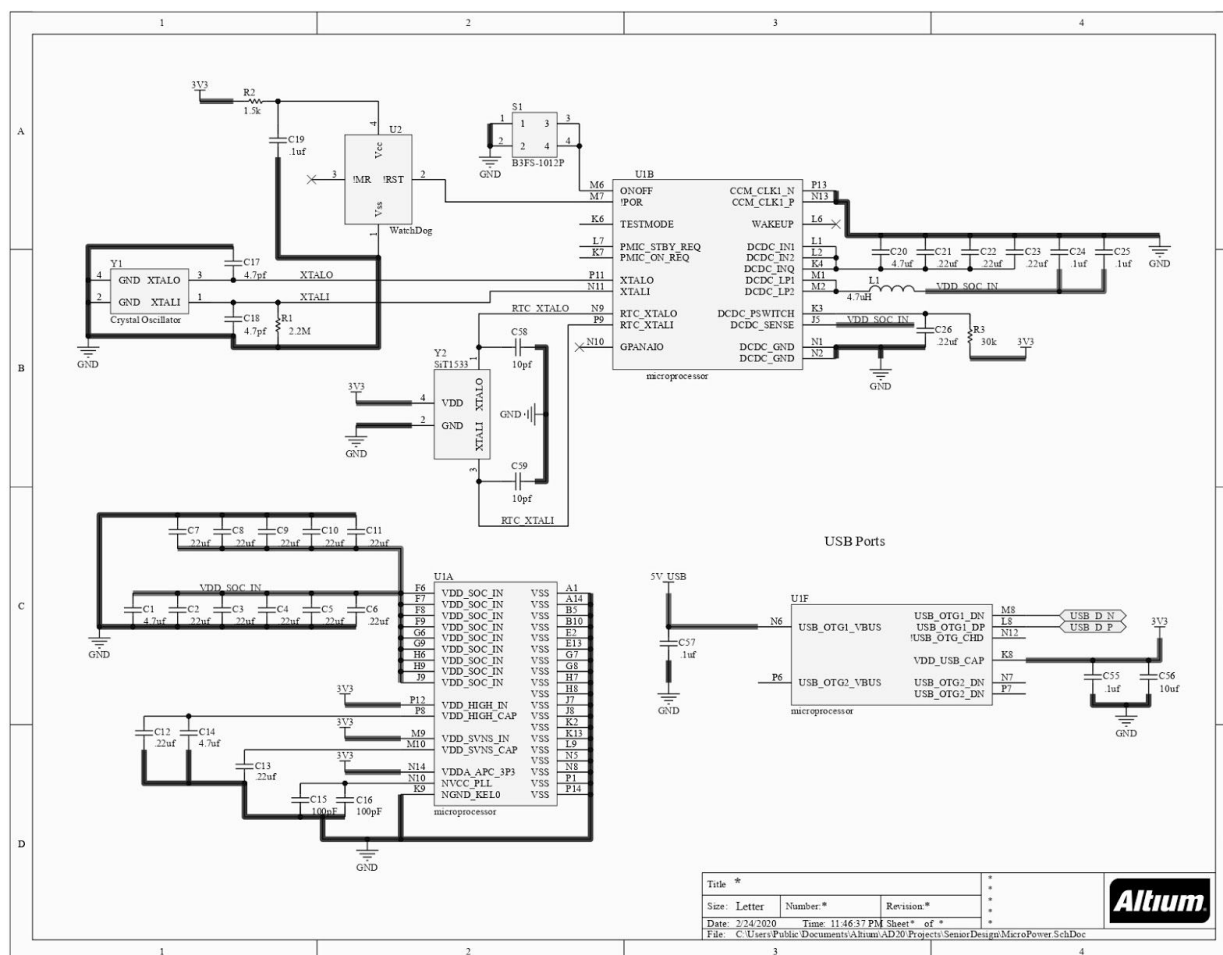 1 2 3 4
A
B
C
D
3V3
R2
1.5k
C19
.1uf
U2
4
Vcc
3 !MR !RST 2
Vss
1
WatchDog
S1
1 1 3 3
2 2 4 4
B3FS-1012P
GND
U1B
M6 ONOFF
M7 !POR
K6 TESTMODE
L7 PMIC_STBY_REQ
K7 PMIC_ON_REQ
P11 XTALO
N11 XTALI
N9 RTC_XTALO
P9 RTC_XTALI
N10 GPANAIO
CCM_CLK1_N P13
CCM_CLK1_P N13
WAKEUP L6
DCDC_IN1 L1
DCDC_IN2 L2
DCDC_INQ K4
DCDC_LP1 M1
DCDC_LP2 M2
DCDC_PSWITCH K3
DCDC_SENSE J5
DCDC_GND N1
DCDC_GND N2
microprocessor
C20
4.7uf
C21
.22uf
C22
.22uf
C23
.22uf
C24
.1uf
C25
.1uf
GND
L1
4.7uH
VDD_SOC_IN
VDD_SOC_IN
C26
.22uf
R3
30k
3V3
GND
Y1
4 GND XTALO 3
2 GND XTALI 1
Crystal Oscillator
C17
4.7pf
XTALO
XTALI
C18
4.7pf
R1
2.2M
GND
RTC_XTALO
C58
10pf
Y2
SiT1533
1
3V3
4 VDD
2 GND
XTALO
XTALI
3
GND
GND
C59
10pf
RTC_XTALI
C7
.22uf
C8
.22uf
C9
.22uf
C10
.22uf
C11
.22uf
VDD_SOC_IN
C1
4.7uf
C2
.22uf
C3
.22uf
C4
.22uf
C5
.22uf
C6
.22uf
GND
U1A
F6 VDD_SOC_IN VSS A1
F7 VDD_SOC_IN VSS A14
F8 VDD_SOC_IN VSS B5
F9 VDD_SOC_IN VSS B10
G6 VDD_SOC_IN VSS E2
G9 VDD_SOC_IN VSS E13
H6 VDD_SOC_IN VSS G7
H9 VDD_SOC_IN VSS G8
J9 VDD_SOC_IN VSS H7
VSS H8
3V3
P12 VDD_HIGH_IN VSS J7
P8 VDD_HIGH_CAP VSS J8
VSS K2
3V3
M9 VDD_SVNS_IN VSS K13
M10 VDD_SVNS_CAP VSS L9
VSS N5
3V3
N14 VDDA_APC_3P3 VSS N8
N10 NVCC_PLL VSS P1
K9 NGND_KEL0 VSS P14
microprocessor
C12
.22uf
C14
4.7uf
C13
.22uf
C15
100pF
C16
100pF
GND
USB Ports
5V_USB
U1F
N6 USB_OTG1_VBUS
P6 USB_OTG2_VBUS
USB_OTG1_DN M8 USB_D_N
USB_OTG1_DP L8 USB_D_P
!USB_OTG_CHD N12
VDD_USB_CAP K8
USB_OTG2_DN N7
USB_OTG2_DN P7
microprocessor
3V3
C57
.1uf
GND
C55
.1uf
C56
10uf
GND
Title *
Size: Letter Number:* Revision:*
Date: 2/24/2020 Time: 11:46:37 PM Sheet* of *
File: C:\Users\Public\Documents\Altium\AD20\Projects\SeniorDesign\MicroPower.SchDoc
*
*
*
*
Altium
1 2 3 4
A
B
C
D